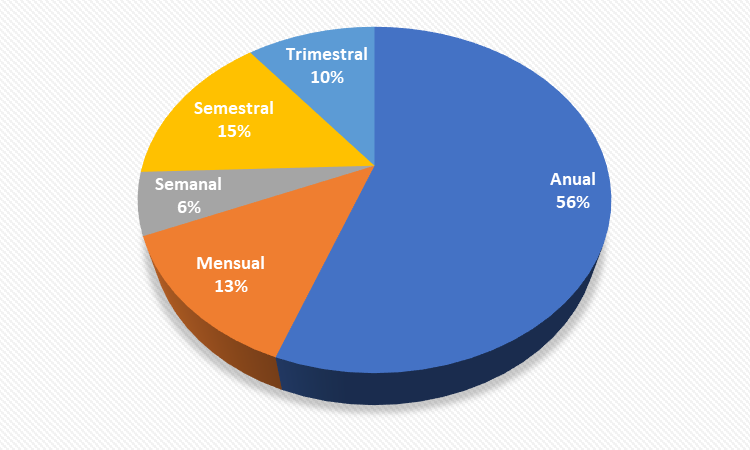 Trimestral
10%
Semestral
15%
Anual
56%
Semanal
6%
Mensual
13%